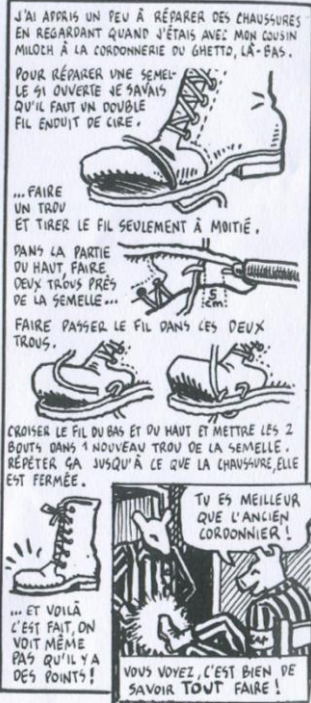 J'AI APPRIS UN PEU À RÉPARER DES CHAUSSURES
EN REGARDANT QUAND J'ÉTAIS AVEC MON COUSIN
MILOCH À LA CORDONNERIE DU GHETTO, LÀ-BAS.
POUR RÉPARER UNE SEMEL-
LE SI OUVERTE JE SAVAIS
QU'IL FAUT UN DOUBLE
FIL ENDUIT DE CIRE.
...FAIRE
UN TROU
ET TIRER LE FIL SEULEMENT À MOITIÉ.
DANS LA PARTIE
DU HAUT, FAIRE
DEUX TROUS PRÈS
DE LA SEMELLE...
5
cm
FAIRE PASSER LE FIL DANS CES DEUX
TROUS.
CROISER LE FIL DU BAS ET DU HAUT ET METTRE LES 2
BOUTS DANS 1 NOUVEAU TROU DE LA SEMELLE.
RÉPÉTER ÇA JUSQU'À CE QUE LA CHAUSSURE, ELLE
EST FERMÉE.
... ET VOILÀ
C'EST FAIT, ON
VOIT MÊME
PAS QU'IL Y A
DES POINTS!
TU ES MEILLEUR
QUE L'ANCIEN
CORDONNIER!
VOUS VOYEZ, C'EST BIEN DE
SAVOIR TOUT FAIRE!